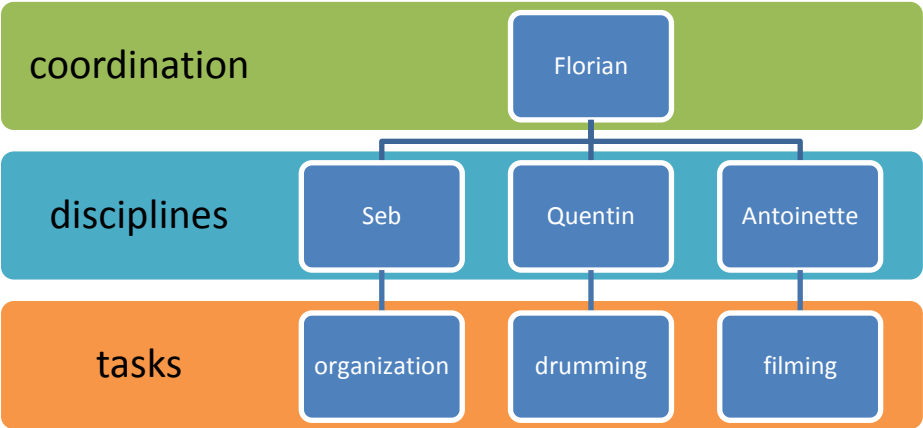 coordination
Florian
disciplines
Seb
Quentin
Antoinette
tasks
organization
drumming
filming